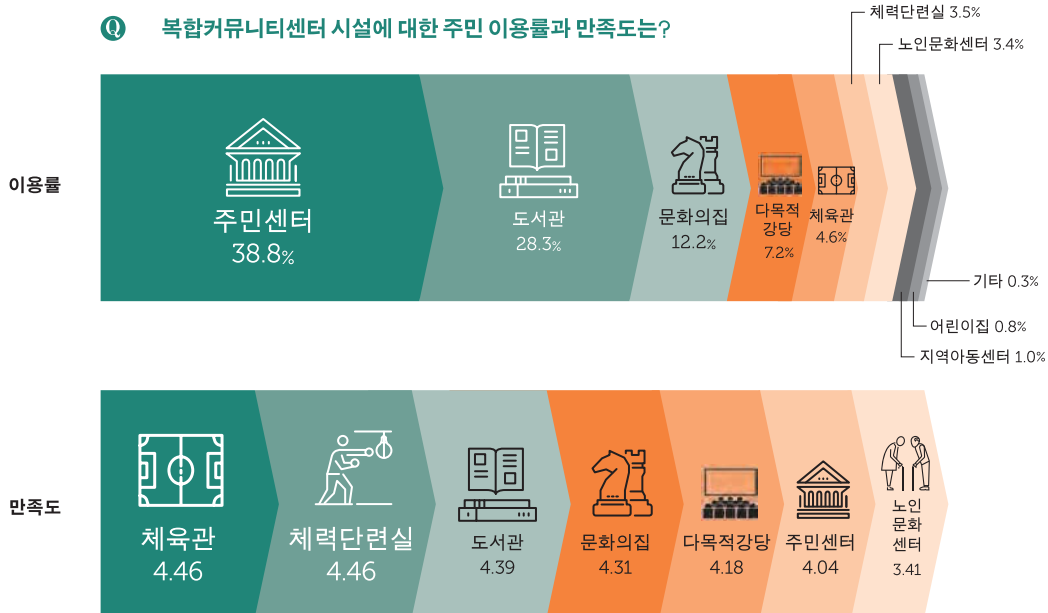 Q 복합커뮤니티센터 시설에 대한 주민 이용률과 만족도는?
체력단련실 3.5%
노인문화센터 3.4%
이용률
주민센터
38.8%
도서관
28.3%
문화의집
12.2%
다목적
강당
7.2%
체육관
4.6%
기타 0.3%
어린이집 0.8%
지역아동센터 1.0%
만족도
체육관
4.46
체력단련실
4.46
도서관
4.39
문화의집
4.31
다목적강당
4.18
주민센터
4.04
노인
문화
센터
3.41